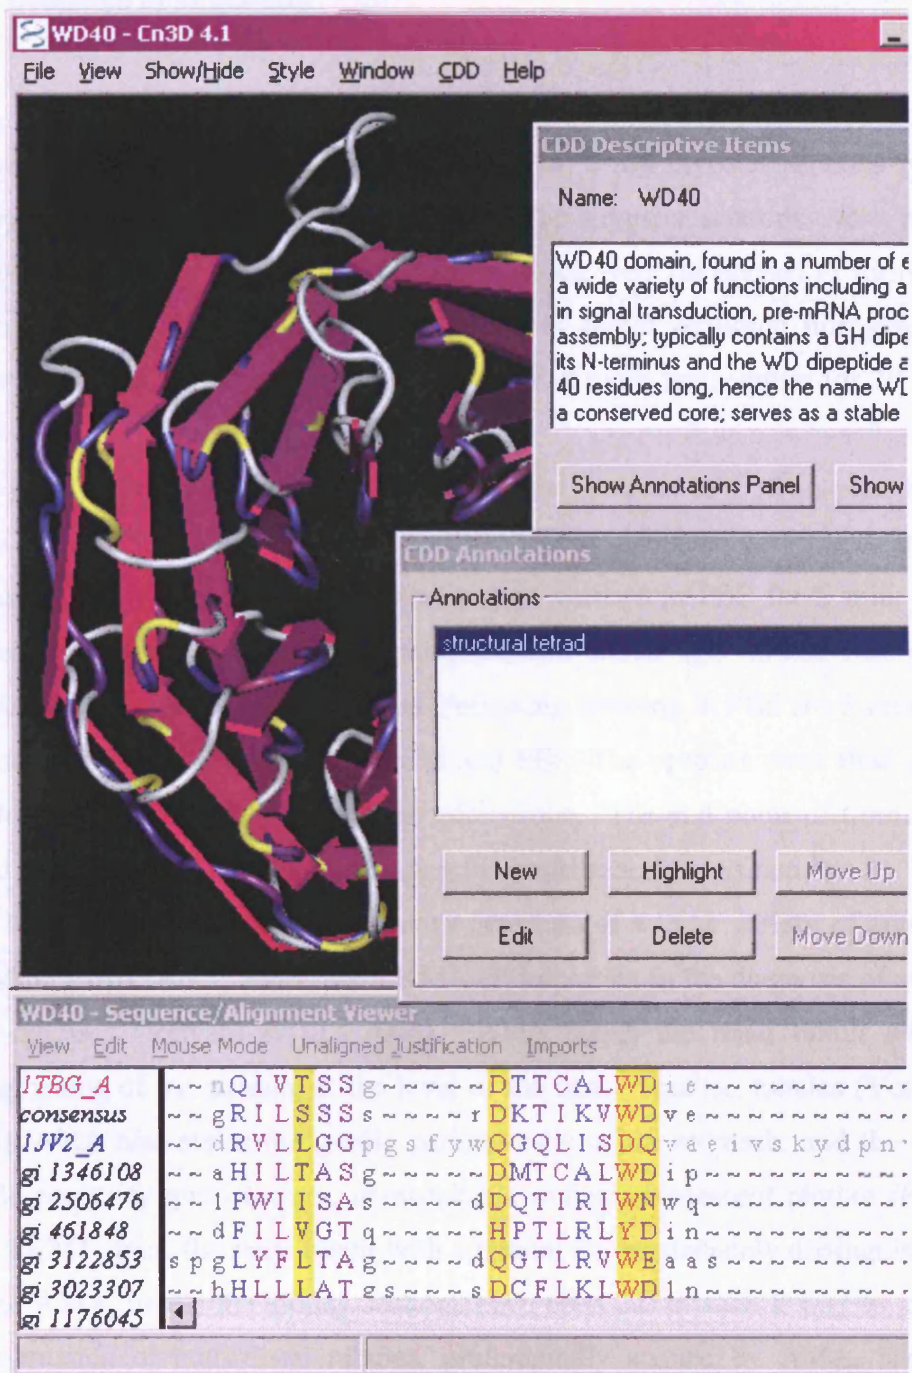 WD40 - Cn3D 4.1
File View Show/Hide Style Window CDD Help
CDD Descriptive Items
Name: WD40
WD40 domain, found in a number of e
a wide variety of functions including a
in signal transduction, pre-mRNA proc
assembly; typically contains a GH dipe
its N-terminus and the WD dipeptide a
40 residues long, hence the name WD
a conserved core; serves as a stable
Show Annotations Panel
Show
CDD Annotations
Annotations
structural tetrad
New Highlight Move Up
Edit Delete Move Down
WD40 - Sequence/Alignment Viewer
View Edit Mouse Mode Unaligned Justification Imports
1TBG_A ~~nQIVTSSg~~~~~DTTCALWDie~~~~~~~~~
consensus ~~gRILSSSs~~~~rDKTIKVWDve~~~~~~~~~
1JV2_A ~~dRVLLGGpgsfywQGQLISDQvaeivskydpn
gi 1346108 ~~aHILTASg~~~~~DMTCALWDip~~~~~~~~~
gi 2506476 ~~lPWIISAs~~~~dDQTIRIWNwq~~~~~~~~~
gi 461848 ~~dFILVGTq~~~~~HPTLRLYDin~~~~~~~~~
gi 3122853 spgLYFLTAg~~~~dQGTLRVWEaas~~~~~~~~
gi 3023307 ~~hHLLLATgs~~~sDCFLKLWDln~~~~~~~~~
gi 1176045